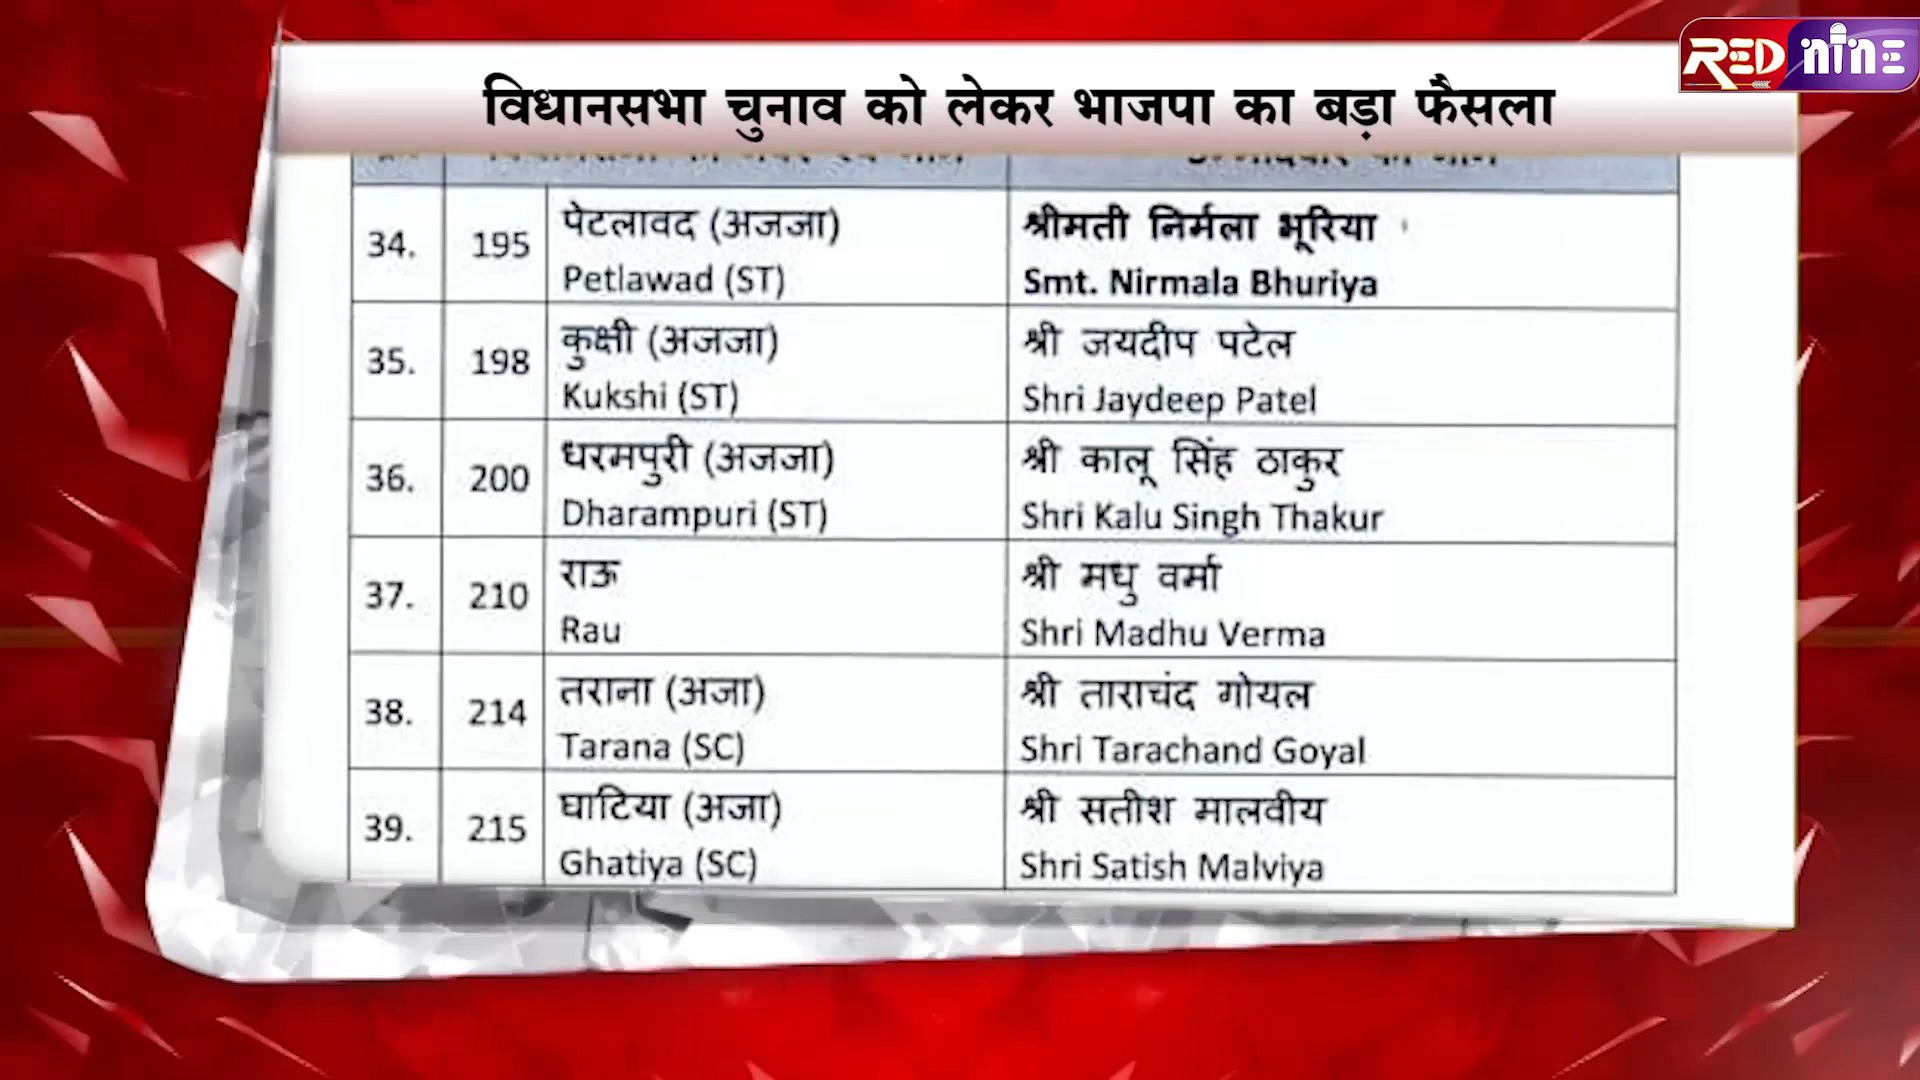 RED NINE
विधानसभा चुनाव को लेकर भाजपा का बड़ा फैसला
34. 195 पेटलावद (अजजा) श्रीमती निर्मला भूरिया
Petlawad (ST) Smt. Nirmala Bhuriya
35. 198 कुक्षी (अजजा) श्री जयदीप पटेल
Kukshi (ST) Shri Jaydeep Patel
36. 200 धरमपुरी (अजजा) श्री कालू सिंह ठाकुर
Dharampuri (ST) Shri Kalu Singh Thakur
37. 210 राऊ श्री मधु वर्मा
Rau Shri Madhu Verma
38. 214 तराना (अजा) श्री ताराचंद गोयल
Tarana (SC) Shri Tarachand Goyal
39. 215 घाटिया (अजा) श्री सतीश मालवीय
Ghatiya (SC) Shri Satish Malviya